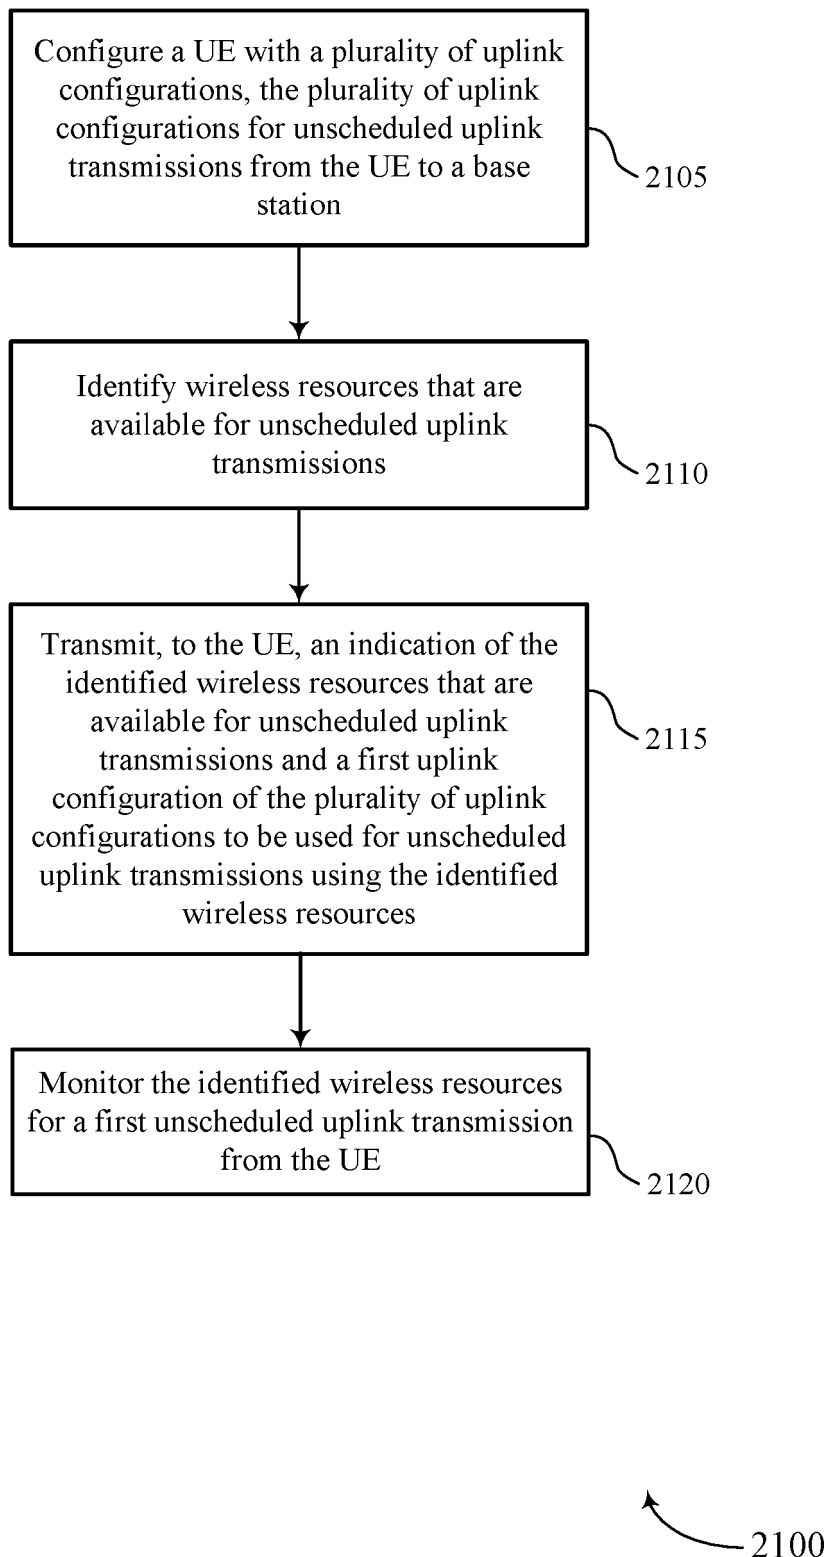 Configure a UE with a plurality of uplink
configurations, the plurality of uplink
configurations for unscheduled uplink
transmissions from the UE to a base
station
2105
Identify wireless resources that are
available for unscheduled uplink
transmissions
2110
Transmit, to the UE, an indication of the
identified wireless resources that are
available for unscheduled uplink
transmissions and a first uplink
configuration of the plurality of uplink
configurations to be used for unscheduled
uplink transmissions using the identified
wireless resources
2115
Monitor the identified wireless resources
for a first unscheduled uplink transmission
from the UE
2120
2100